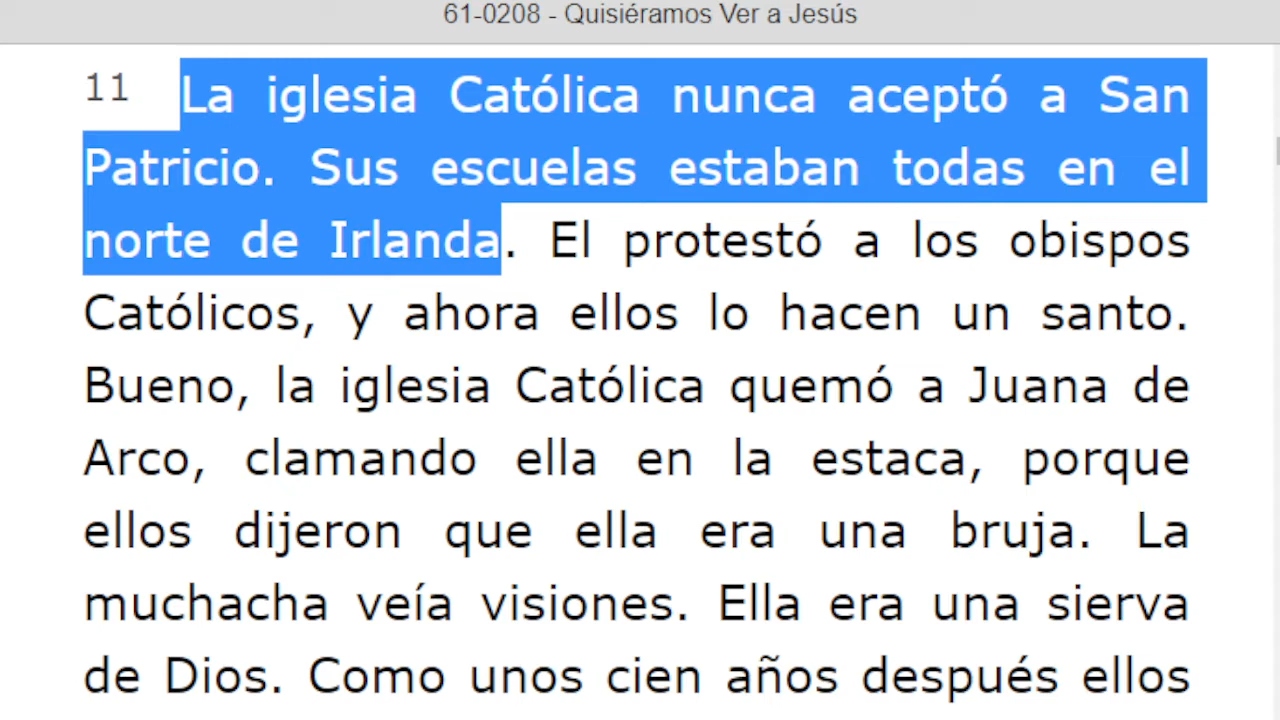 61-0208 - Quisiéramos Ver a Jesús
11 La iglesia Católica nunca aceptó a San
Patricio. Sus escuelas estaban todas en el
norte de Irlanda. El protestó a los obispos
Católicos, y ahora ellos lo hacen un santo.
Bueno, la iglesia Católica quemó a Juana de
Arco, clamando ella en la estaca, porque
ellos dijeron que ella era una bruja. La
muchacha veía visiones. Ella era una sierva
de Dios. Como unos cien años después ellos